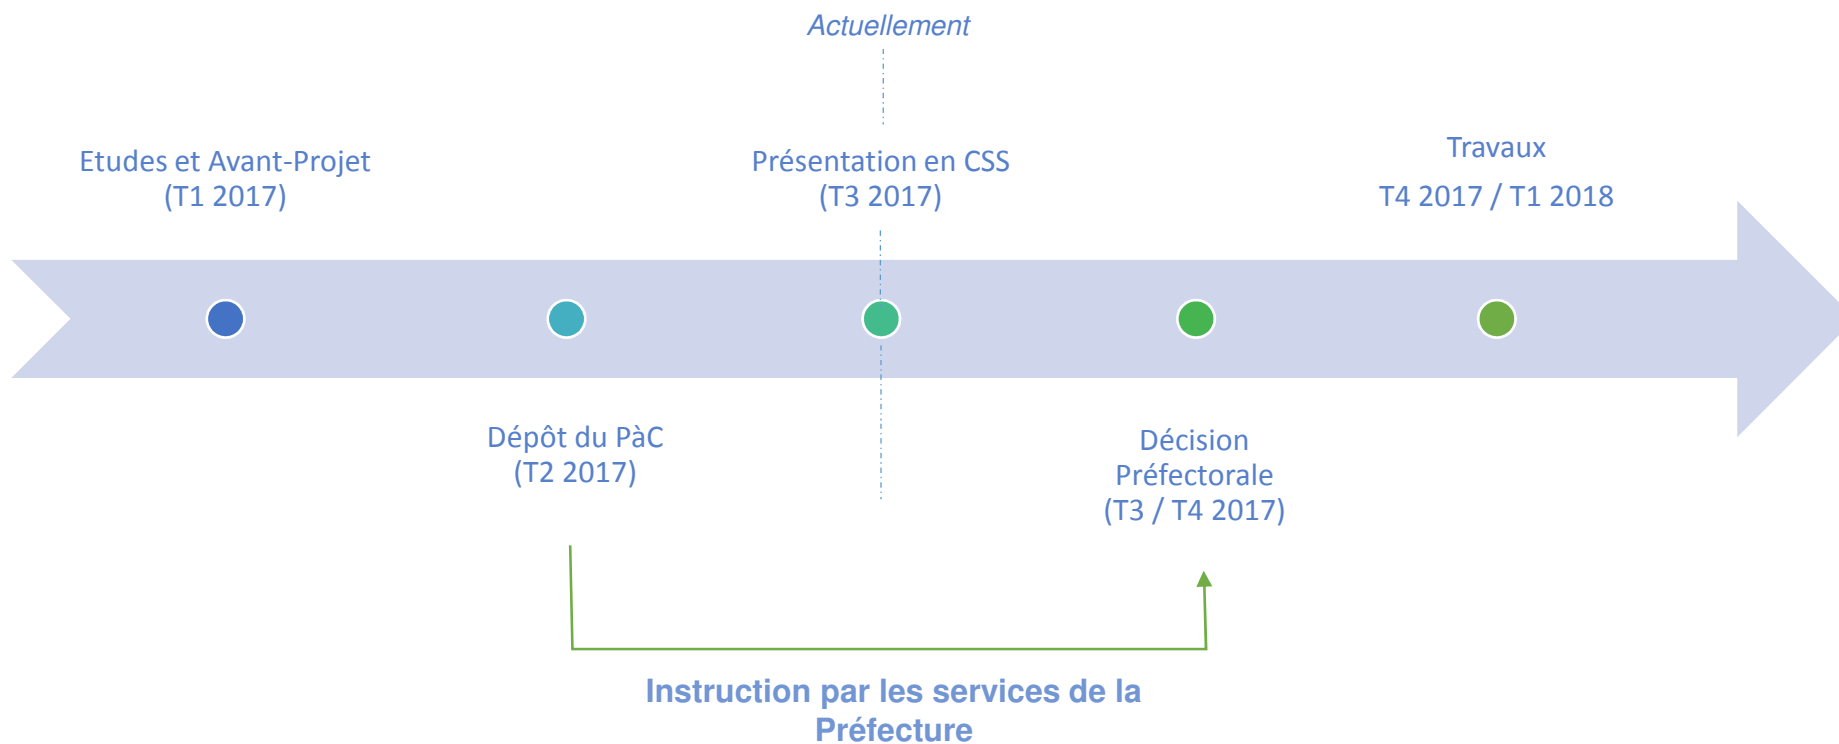 Actuellement
Etudes et Avant-Projet
(T1 2017)
Présentation en CSS
(T3 2017)
Travaux
T4 2017 / T1 2018
Dépôt du PàC
(T2 2017)
Décision
Préfectorale
(T3 / T4 2017)
Instruction par les services de la
Préfecture